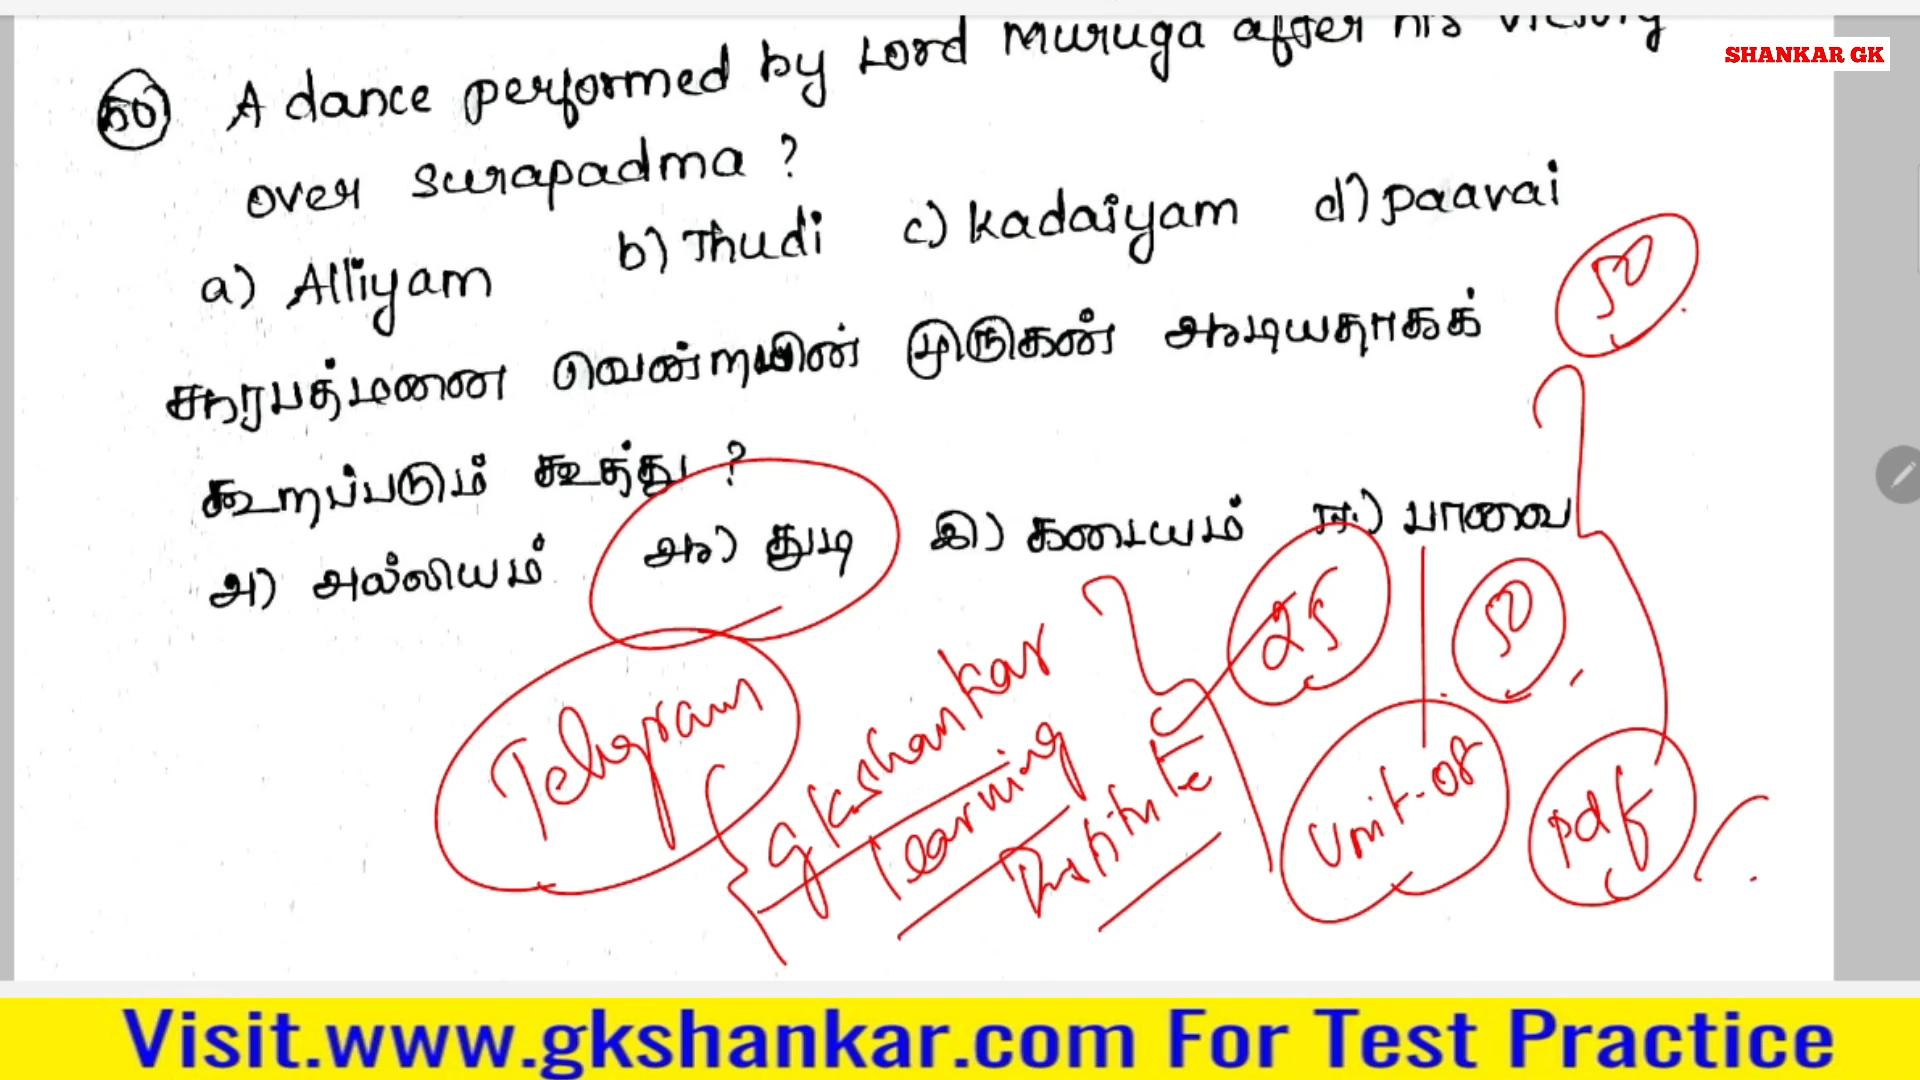 SHANKAR GK
50 A dance performed by Lord Muruga after his victory
over Surapadma ?
a) Alliyam b) Thudi c) Kadaiyam d) Paavai
50
சூரபத்மனை வென்றபின் முருகன் ஆடியதாகக்
கூறப்படும் கூத்து ?
அ) அல்லியம் ஆ) துடி இ) கடையம் ஈ) பாவை
25 50
Telegram gkshankar
learning
Institute
Unit-08 pdf
Visit.www.gkshankar.com For Test Practice